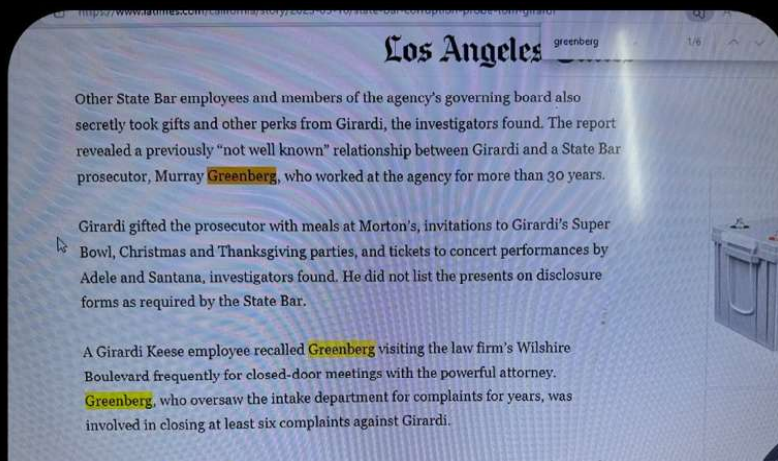 Los Angeles
greenberg
1/6
Other State Bar employees and members of the agency's governing board also
secretly took gifts and other perks from Girardi, the investigators found. The report
revealed a previously “not well known” relationship between Girardi and a State Bar
prosecutor, Murray Greenberg, who worked at the agency for more than 30 years.
Girardi gifted the prosecutor with meals at Morton's, invitations to Girardi's Super
Bowl, Christmas and Thanksgiving parties, and tickets to concert performances by
Adele and Santana, investigators found. He did not list the presents on disclosure
forms as required by the State Bar.
A Girardi Keese employee recalled Greenberg visiting the law firm's Wilshire
Boulevard frequently for closed-door meetings with the powerful attorney.
Greenberg, who oversaw the intake department for complaints for years, was
involved in closing at least six complaints against Girardi.